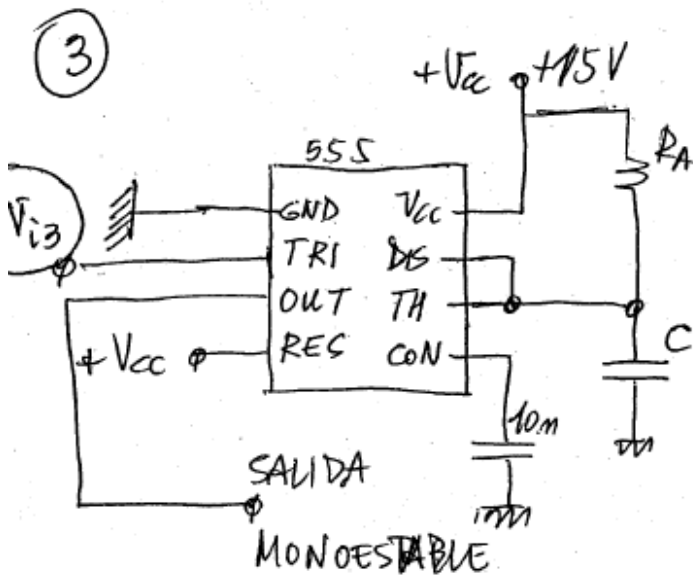 3
+Vcc +15V
555
RA
Vi3
GND Vcc
TRI DIS
OUT TH
+Vcc RES CON
C
10n
SALIDA
MONOESTABLE